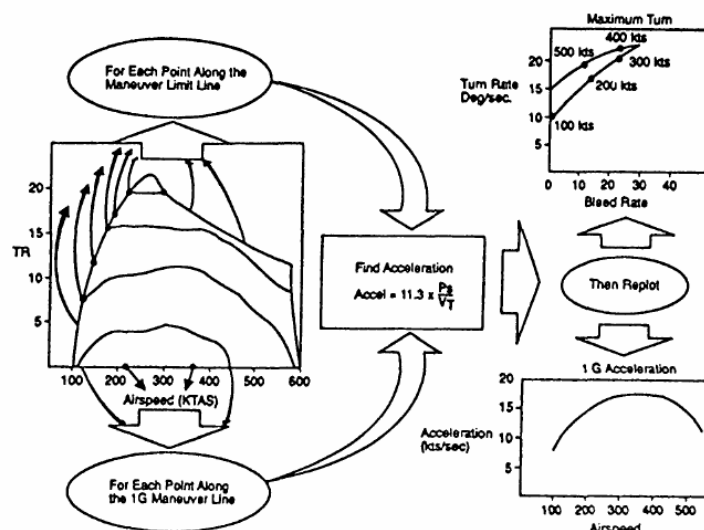 For Each Point Along the
Maneuver Limit Line
20
15
TR
10
5
100 200 300 400 500 600
Airspeed (KTAS)
For Each Point Along
the 1G Maneuver Line
Find Acceleration
Accel = 11.3 x Ps/VT
Maximum Turn
400 kts
500 kts
300 kts
200 kts
100 kts
Turn Rate
Deg/sec.
20
15
10
5
0 10 20 30 40
Bleed Rate
Then Replot
1 G Acceleration
20
15
10
5
Acceleration
(kts/sec)
100 300 500
Airspeed